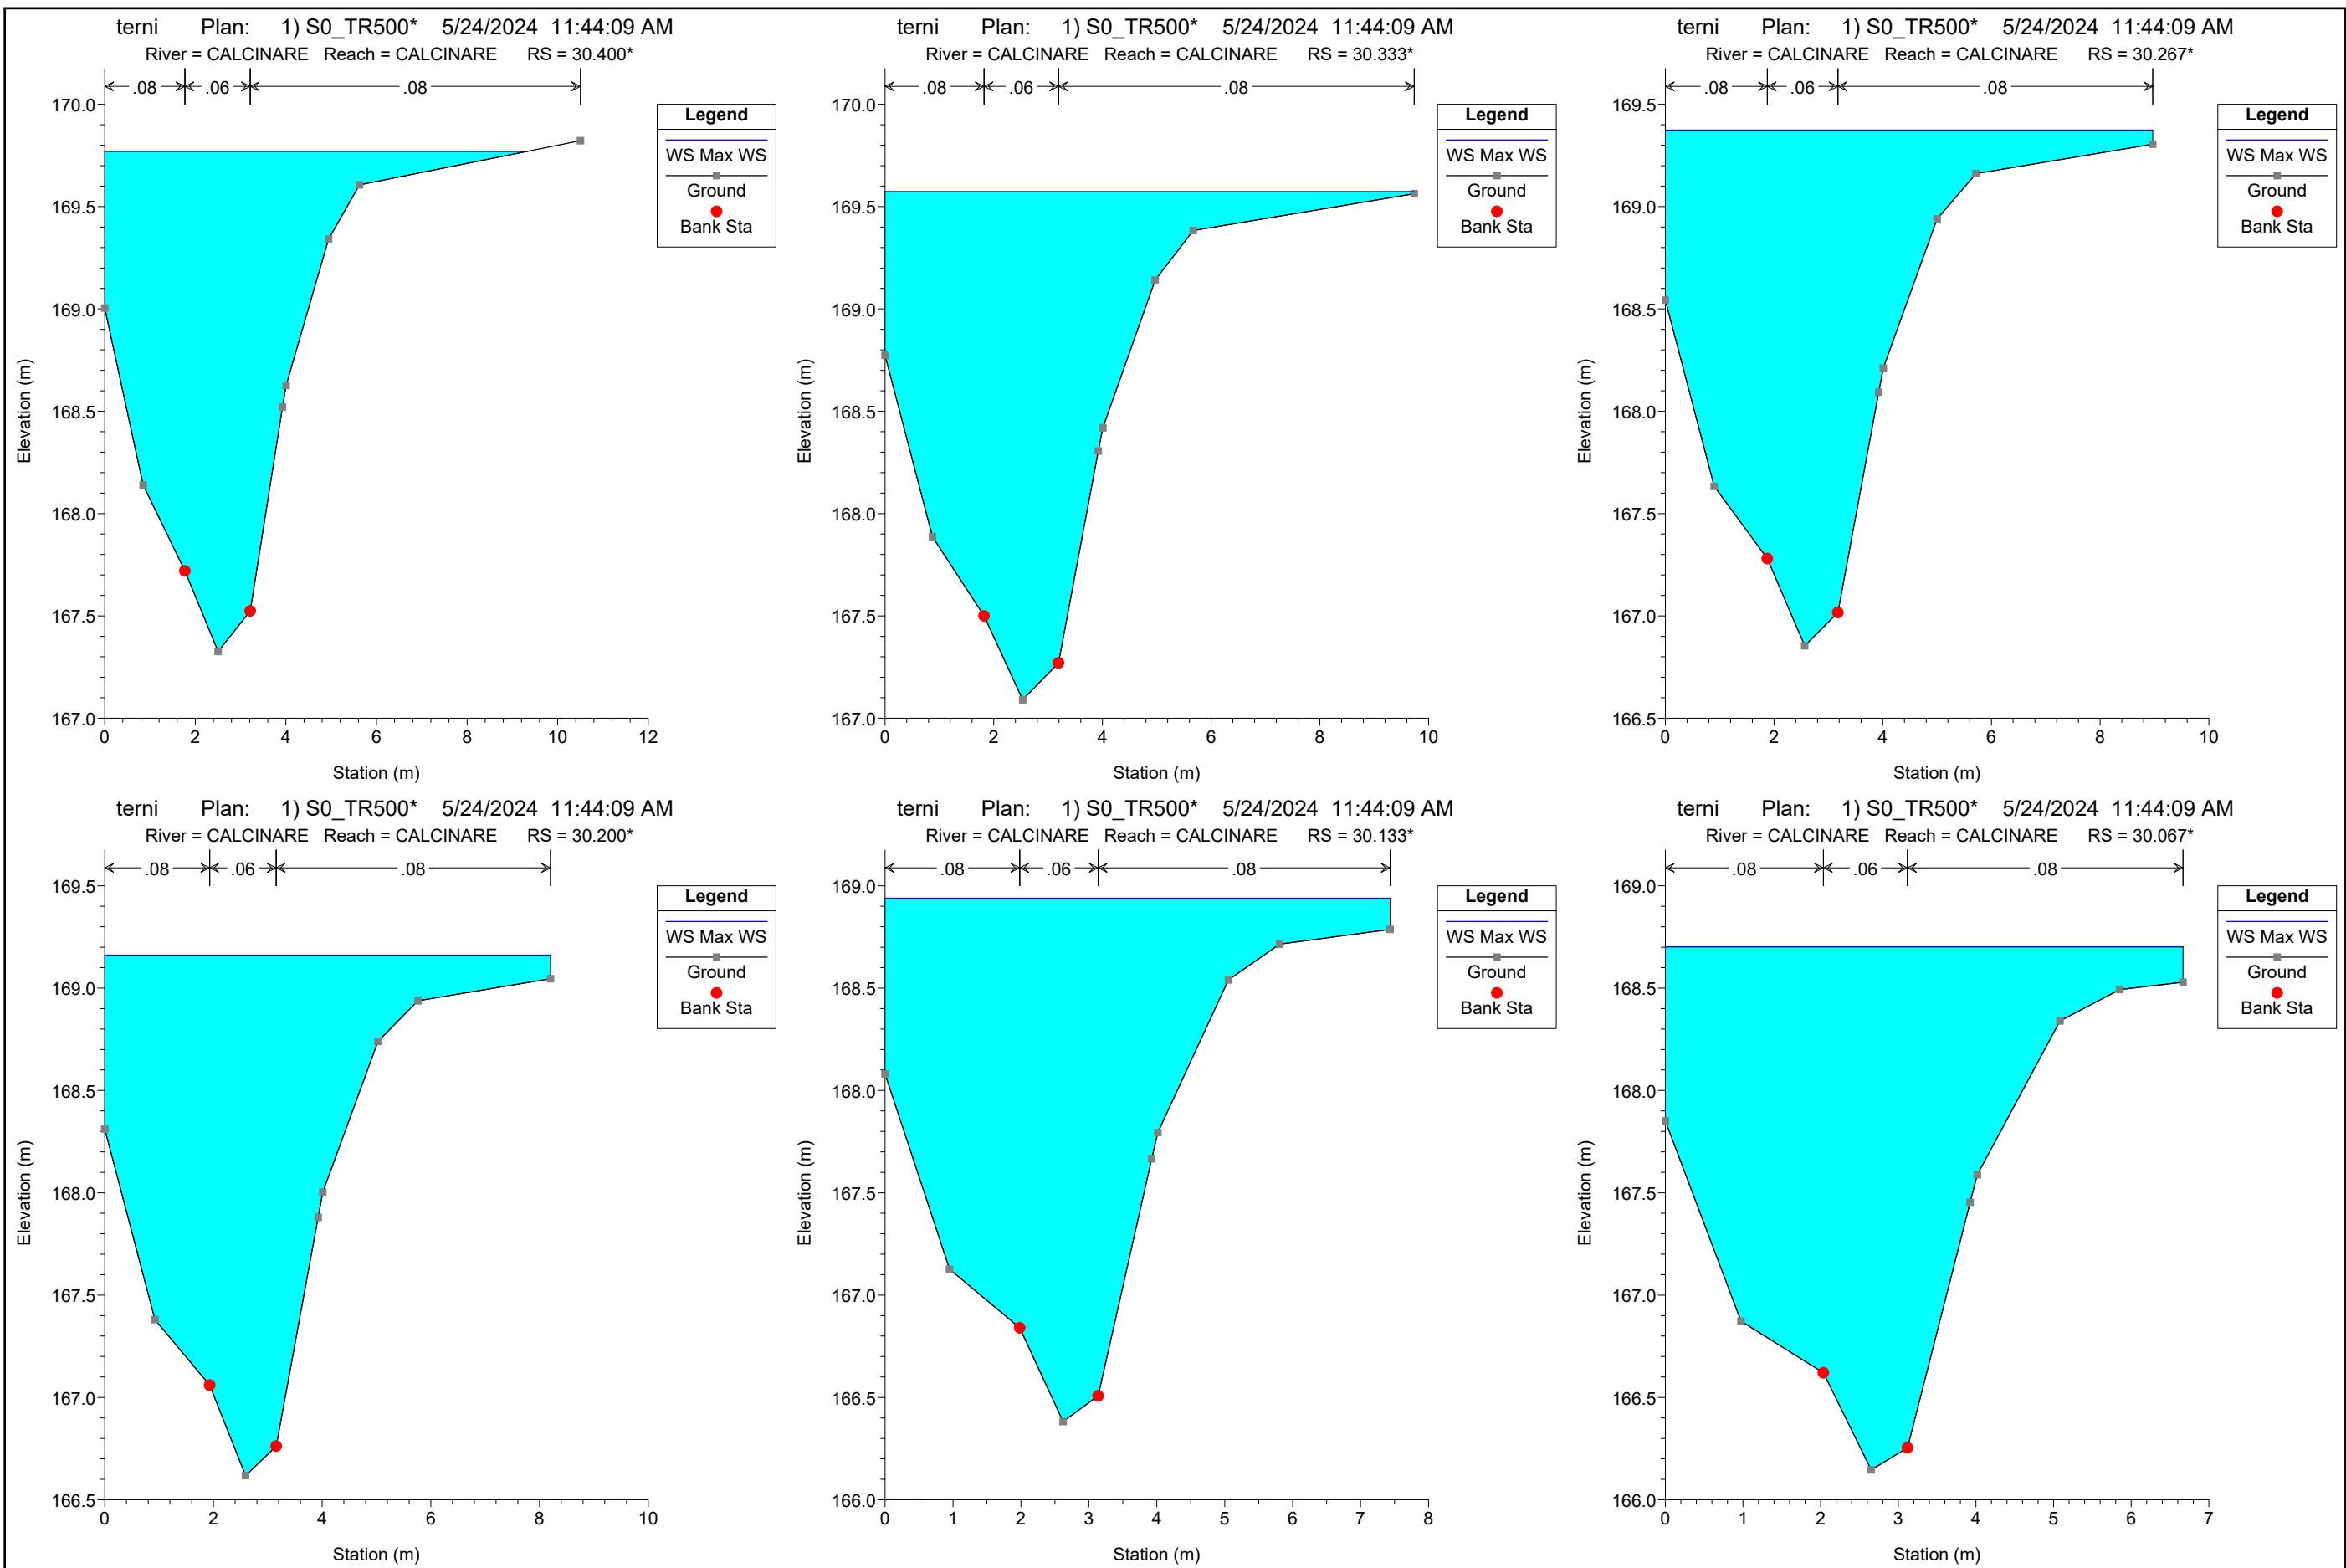 terni Plan: 1) S0_TR500* 5/24/2024 11:44:09 AM
River = CALCINARE Reach = CALCINARE RS = 30.400*
.08 .06 .08
170.0
169.5
169.0
168.5
168.0
167.5
167.0
0 2 4 6 8 10 12
Station (m)
Elevation (m)
Legend
WS Max WS
Ground
Bank Sta
terni Plan: 1) S0_TR500* 5/24/2024 11:44:09 AM
River = CALCINARE Reach = CALCINARE RS = 30.333*
.08 .06 .08
170.0
169.5
169.0
168.5
168.0
167.5
167.0
0 2 4 6 8 10
Station (m)
Elevation (m)
Legend
WS Max WS
Ground
Bank Sta
terni Plan: 1) S0_TR500* 5/24/2024 11:44:09 AM
River = CALCINARE Reach = CALCINARE RS = 30.267*
.08 .06 .08
169.5
169.0
168.5
168.0
167.5
167.0
166.5
0 2 4 6 8 10
Station (m)
Elevation (m)
Legend
WS Max WS
Ground
Bank Sta
terni Plan: 1) S0_TR500* 5/24/2024 11:44:09 AM
River = CALCINARE Reach = CALCINARE RS = 30.200*
.08 .06 .08
169.5
169.0
168.5
168.0
167.5
167.0
166.5
0 2 4 6 8 10
Station (m)
Elevation (m)
Legend
WS Max WS
Ground
Bank Sta
terni Plan: 1) S0_TR500* 5/24/2024 11:44:09 AM
River = CALCINARE Reach = CALCINARE RS = 30.133*
.08 .06 .08
169.0
168.5
168.0
167.5
167.0
166.5
166.0
0 1 2 3 4 5 6 7 8
Station (m)
Elevation (m)
Legend
WS Max WS
Ground
Bank Sta
terni Plan: 1) S0_TR500* 5/24/2024 11:44:09 AM
River = CALCINARE Reach = CALCINARE RS = 30.067*
.08 .06 .08
169.0
168.5
168.0
167.5
167.0
166.5
166.0
0 1 2 3 4 5 6 7
Station (m)
Elevation (m)
Legend
WS Max WS
Ground
Bank Sta